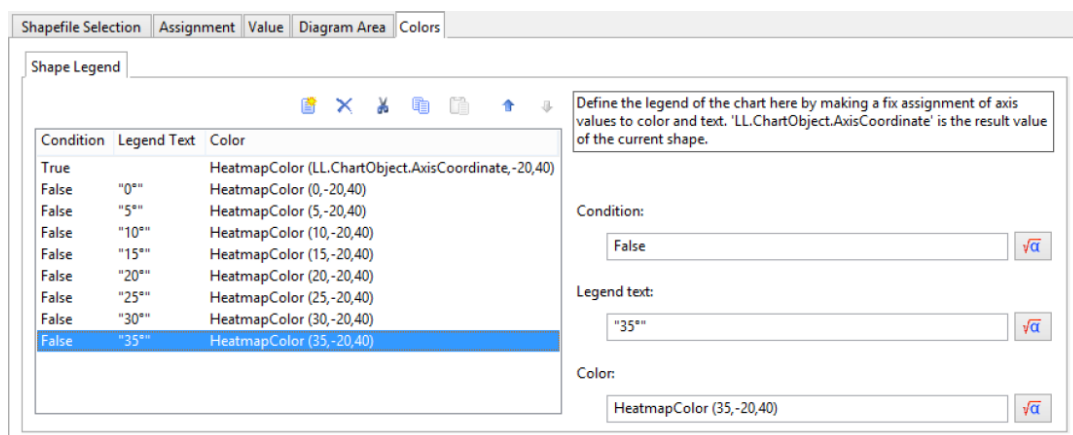 Shapefile Selection Assignment Value Diagram Area Colors
Shape Legend
Define the legend of the chart here by making a fix assignment of axis
values to color and text. 'LL.ChartObject.AxisCoordinate' is the result value
of the current shape.
Condition Legend Text Color
True HeatmapColor (LL.ChartObject.AxisCoordinate,-20,40)
False "0°" HeatmapColor (0,-20,40)
False "5°" HeatmapColor (5,-20,40)
False "10°" HeatmapColor (10,-20,40)
False "15°" HeatmapColor (15,-20,40)
False "20°" HeatmapColor (20,-20,40)
False "25°" HeatmapColor (25,-20,40)
False "30°" HeatmapColor (30,-20,40)
False "35°" HeatmapColor (35,-20,40)
Condition:
False √α
Legend text:
"35°" √α
Color:
HeatmapColor (35,-20,40) √α